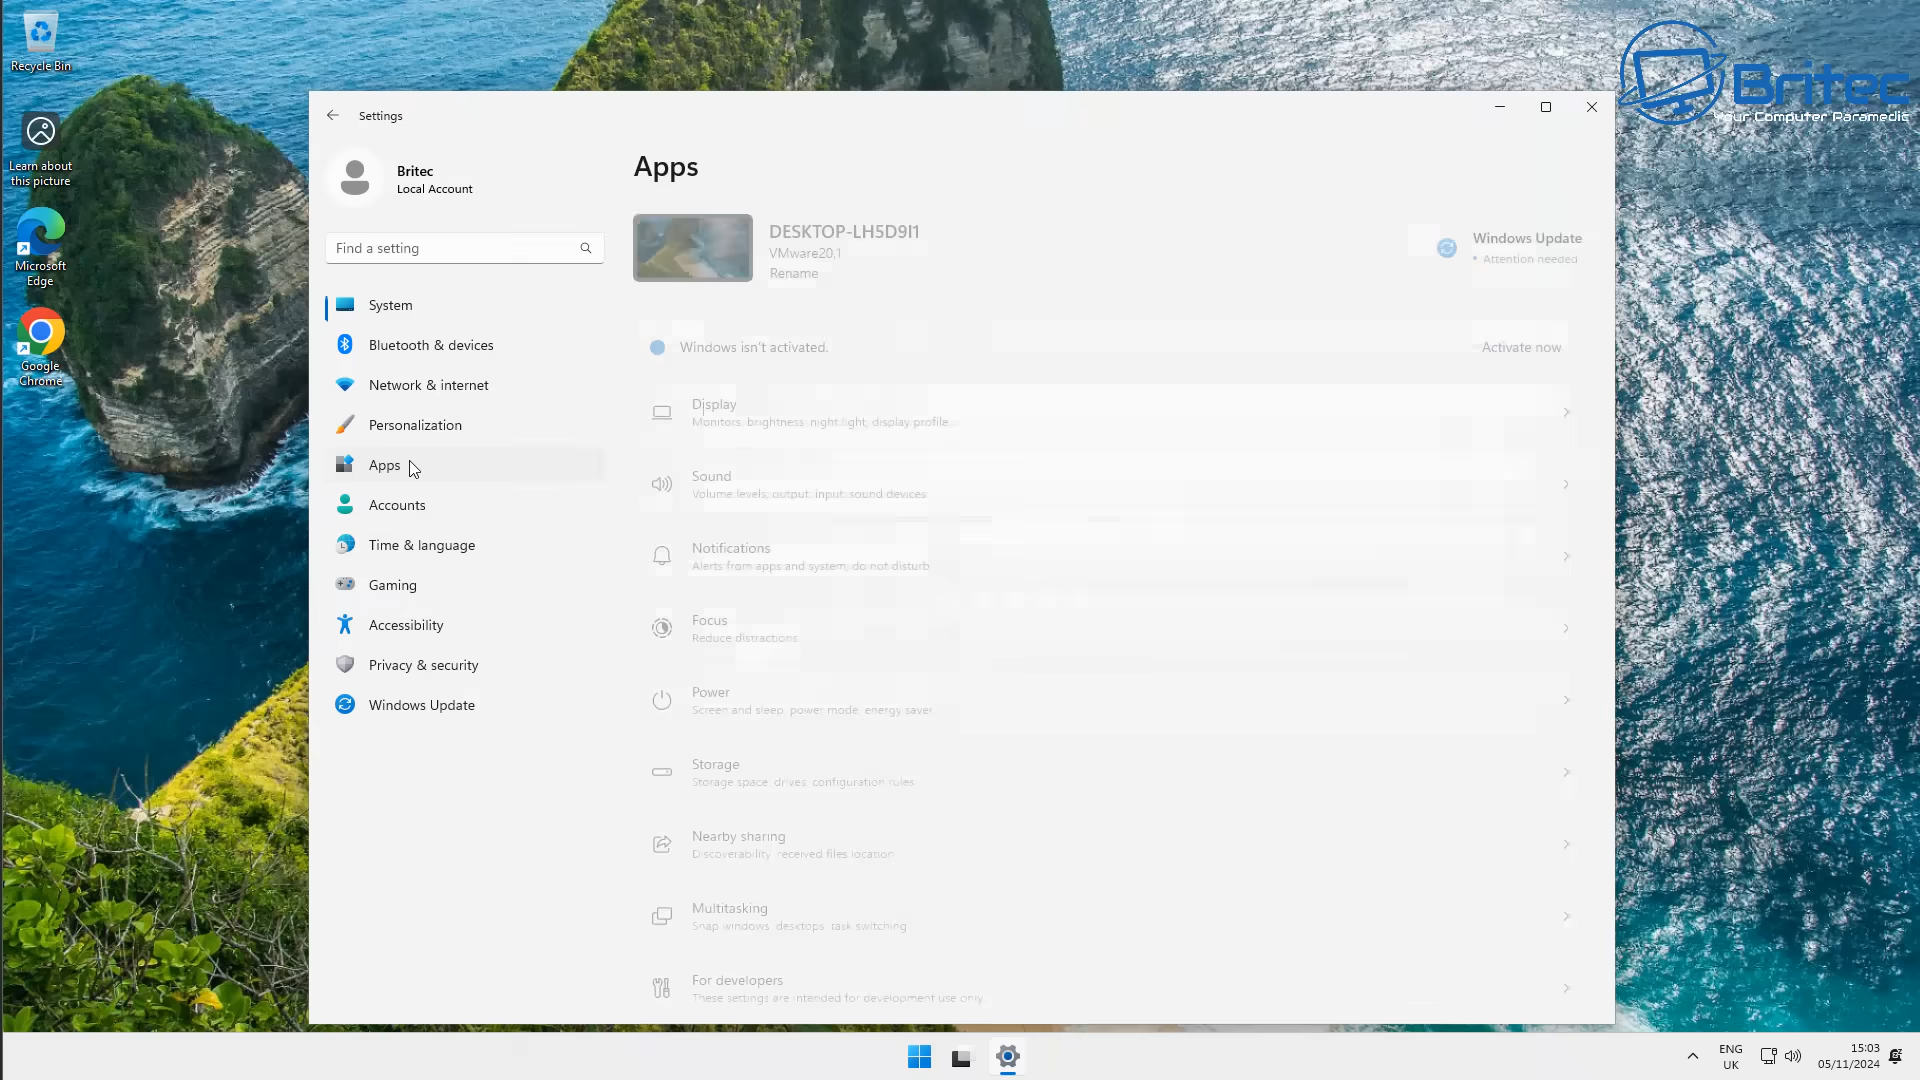 Recycle Bin
Learn about
this picture
Microsoft
Edge
Google
Chrome
Britec
Your Computer Paramedic
Settings
Britec
Local Account
Find a setting
System
Bluetooth & devices
Network & internet
Personalization
Apps
Accounts
Time & language
Gaming
Accessibility
Privacy & security
Windows Update
Apps
DESKTOP-LH5D9I1
VMware20,1
Rename
Windows Update
• Attention needed
Windows isn't activated.
Activate now
Display
Monitors, brightness, night light, display profile
Sound
Volume levels, output, input, sound devices
Notifications
Alerts from apps and system, do not disturb
Focus
Reduce distractions
Power
Screen and sleep, power mode, energy saver
Storage
Storage space, drives, configuration rules
Nearby sharing
Discoverability, received files location
Multitasking
Snap windows, desktops, task switching
For developers
These settings are intended for development use only
ENG
UK
15:03
05/11/2024